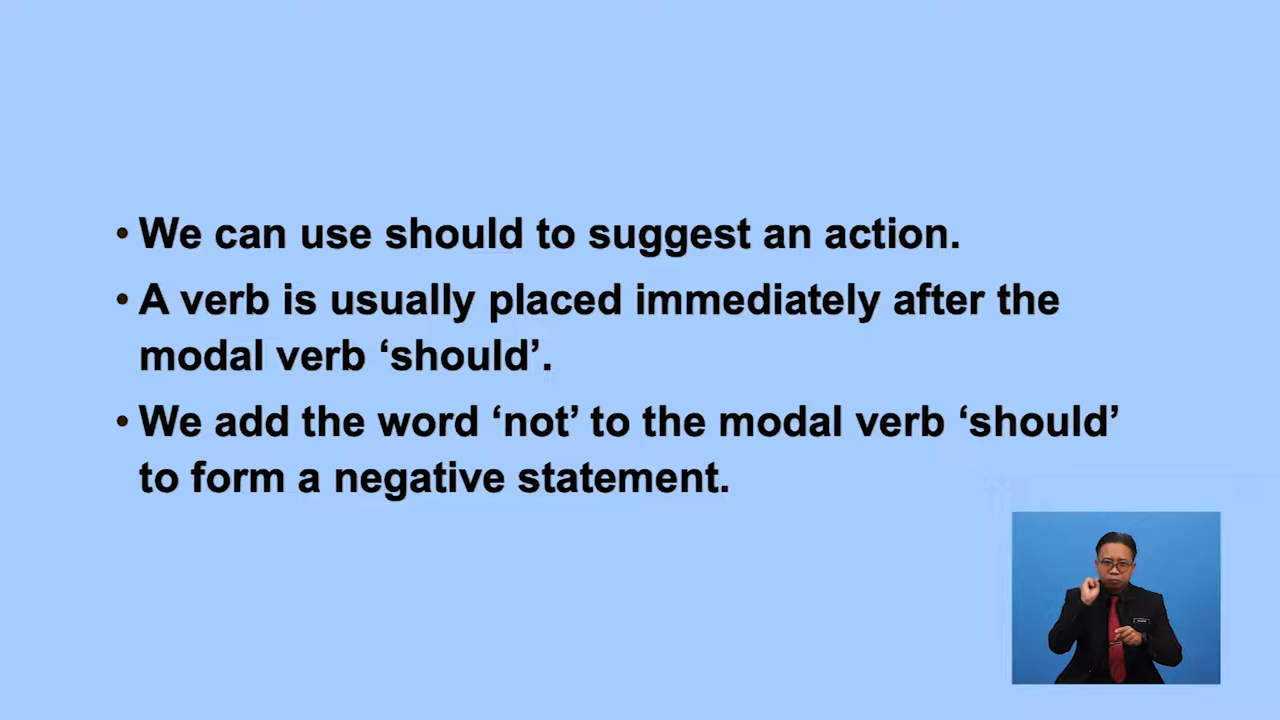 • We can use should to suggest an action.
• A verb is usually placed immediately after the
modal verb ‘should’.
• We add the word ‘not’ to the modal verb ‘should’
to form a negative statement.